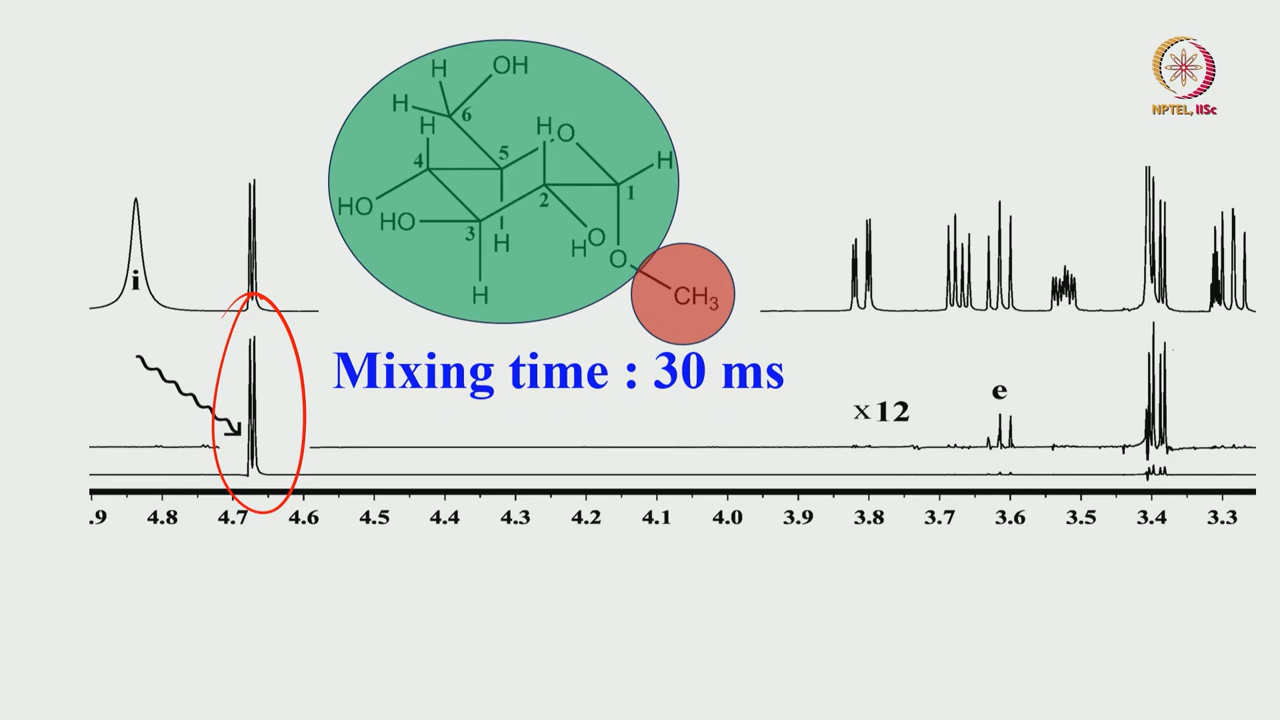 NPTEL, IISc
H
OH
H
6
H
H
O
4
5
H
1
2
HO
HO
3
H
HO
O
H
CH3
i
Mixing time : 30 ms
e
x12
.9 4.8 4.7 4.6 4.5 4.4 4.3 4.2 4.1 4.0 3.9 3.8 3.7 3.6 3.5 3.4 3.3